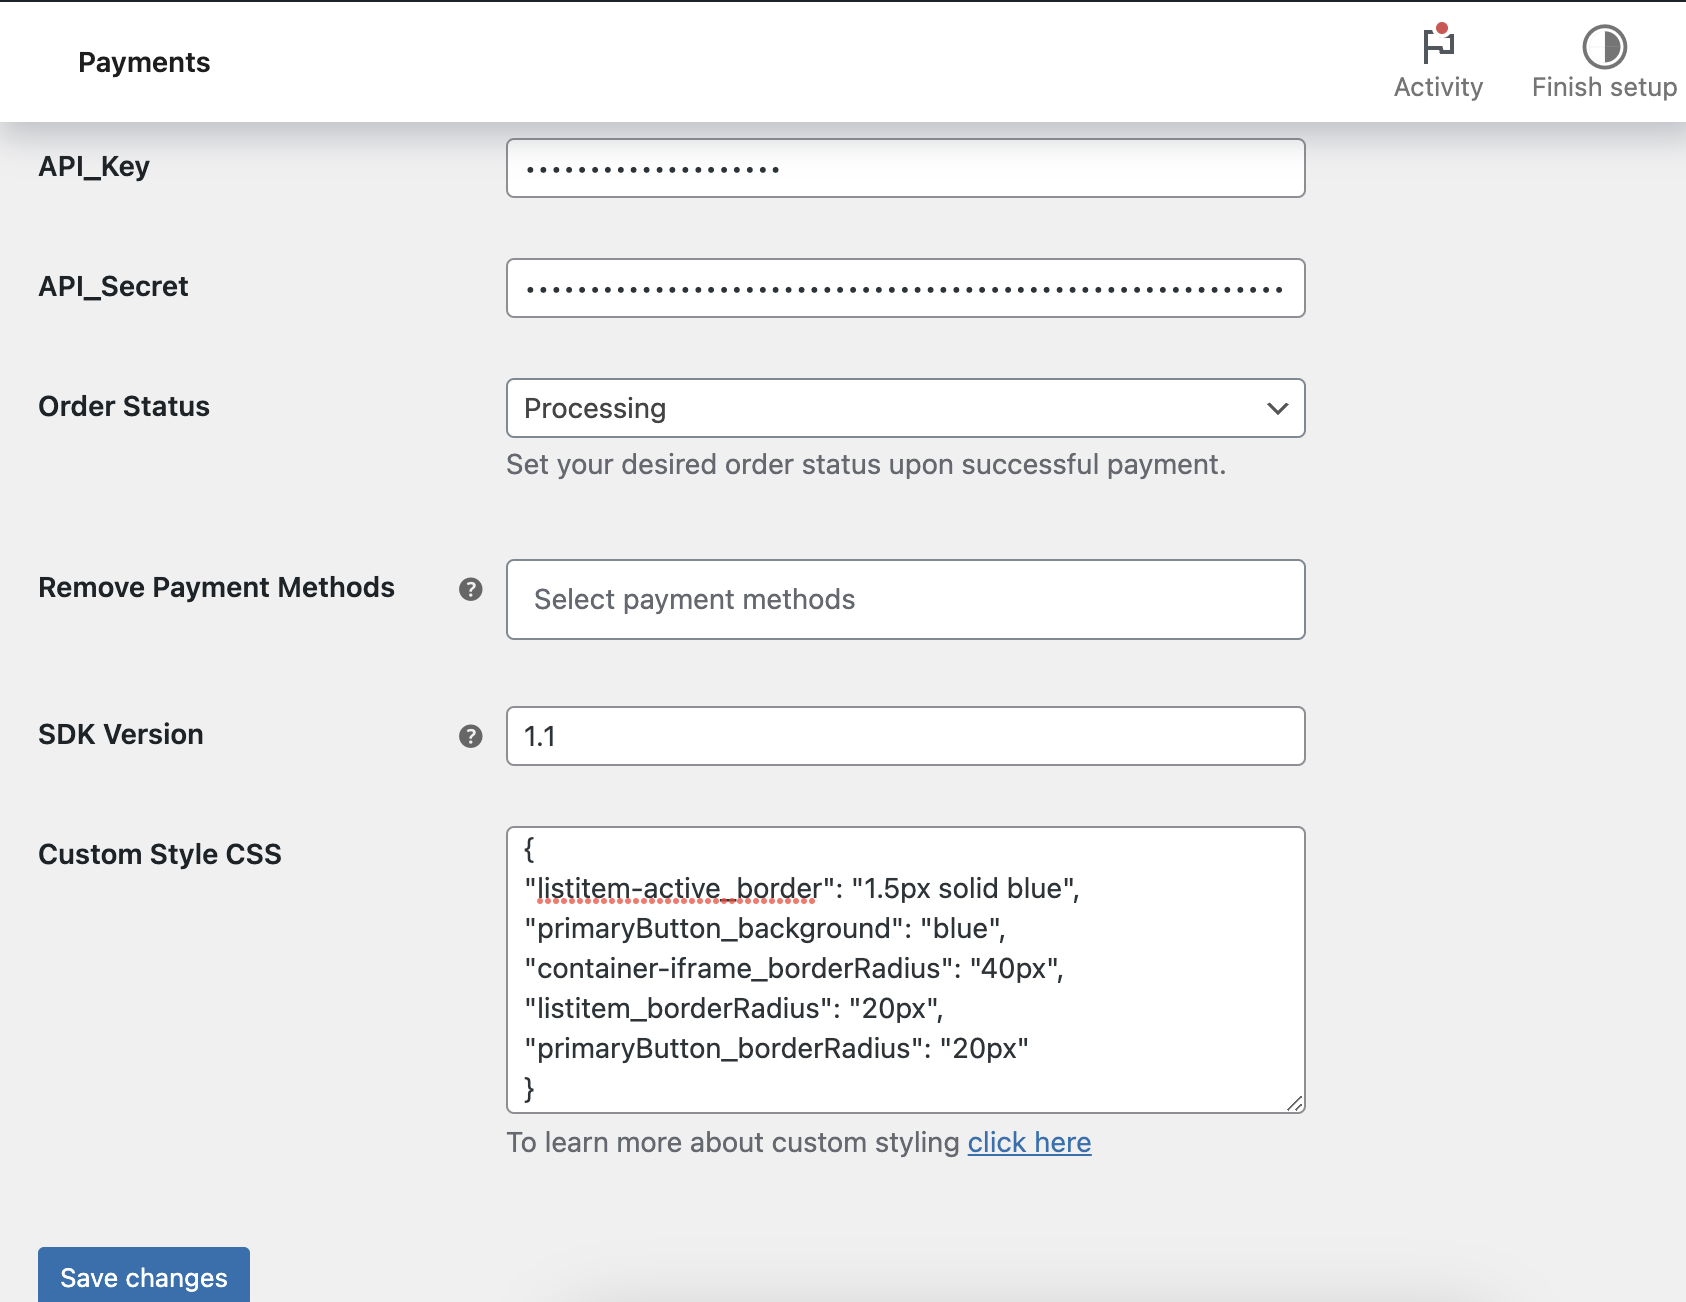 Payments
Activity
Finish setup
API_Key
API_Secret
Order Status
Processing
Set your desired order status upon successful payment.
Remove Payment Methods
?
Select payment methods
SDK Version
?
1.1
Custom Style CSS
{
"listitem-active_border": "1.5px solid blue",
"primaryButton_background": "blue",
"container-iframe_borderRadius": "40px",
"listitem_borderRadius": "20px",
"primaryButton_borderRadius": "20px"
}
To learn more about custom styling click here
Save changes